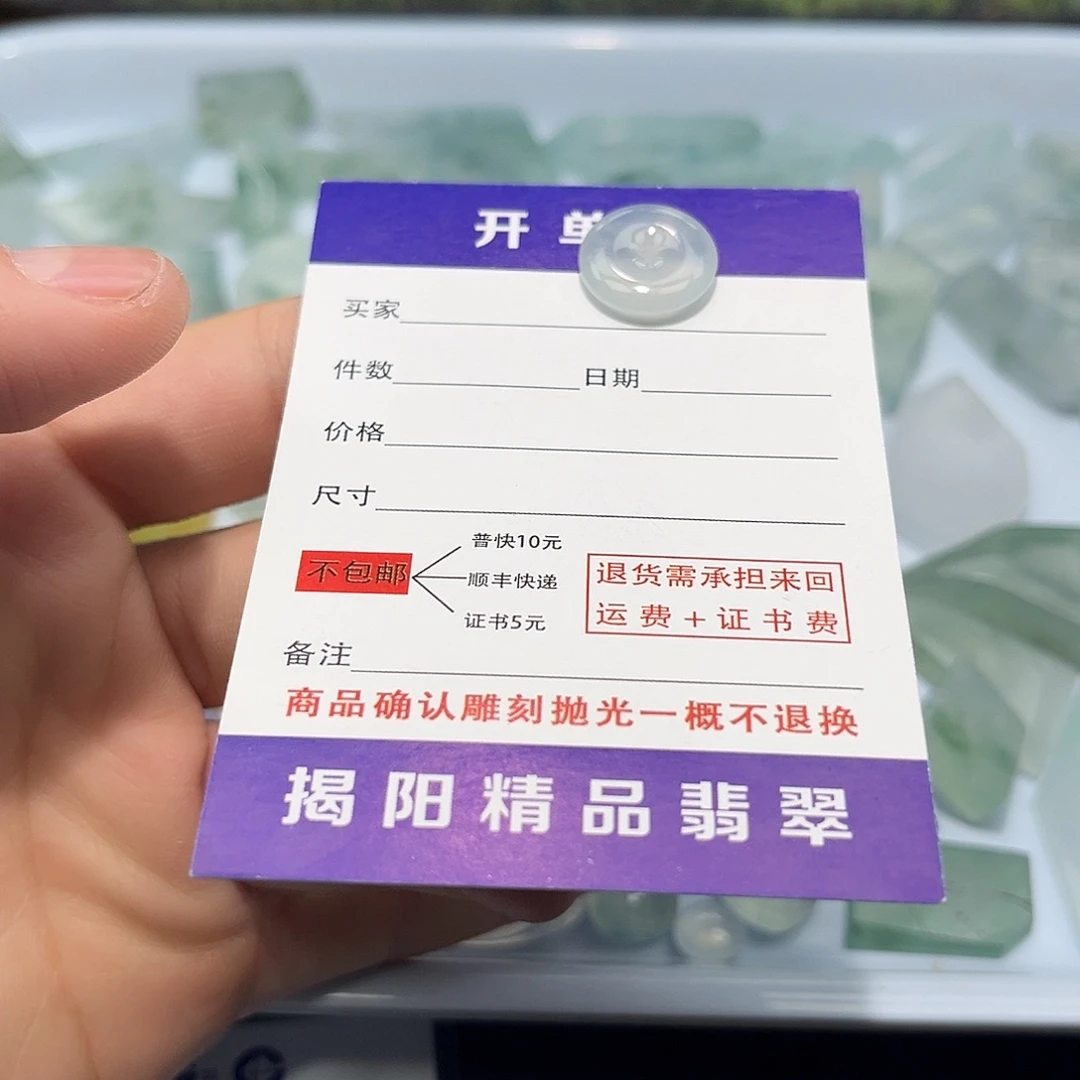 开单
买家
件数 日期
价格
尺寸
普快10元
不包邮 顺丰快递
证书5元
退货需承担来回
运费+证书费
备注
商品确认雕刻抛光一概不退换
揭阳精品翡翠